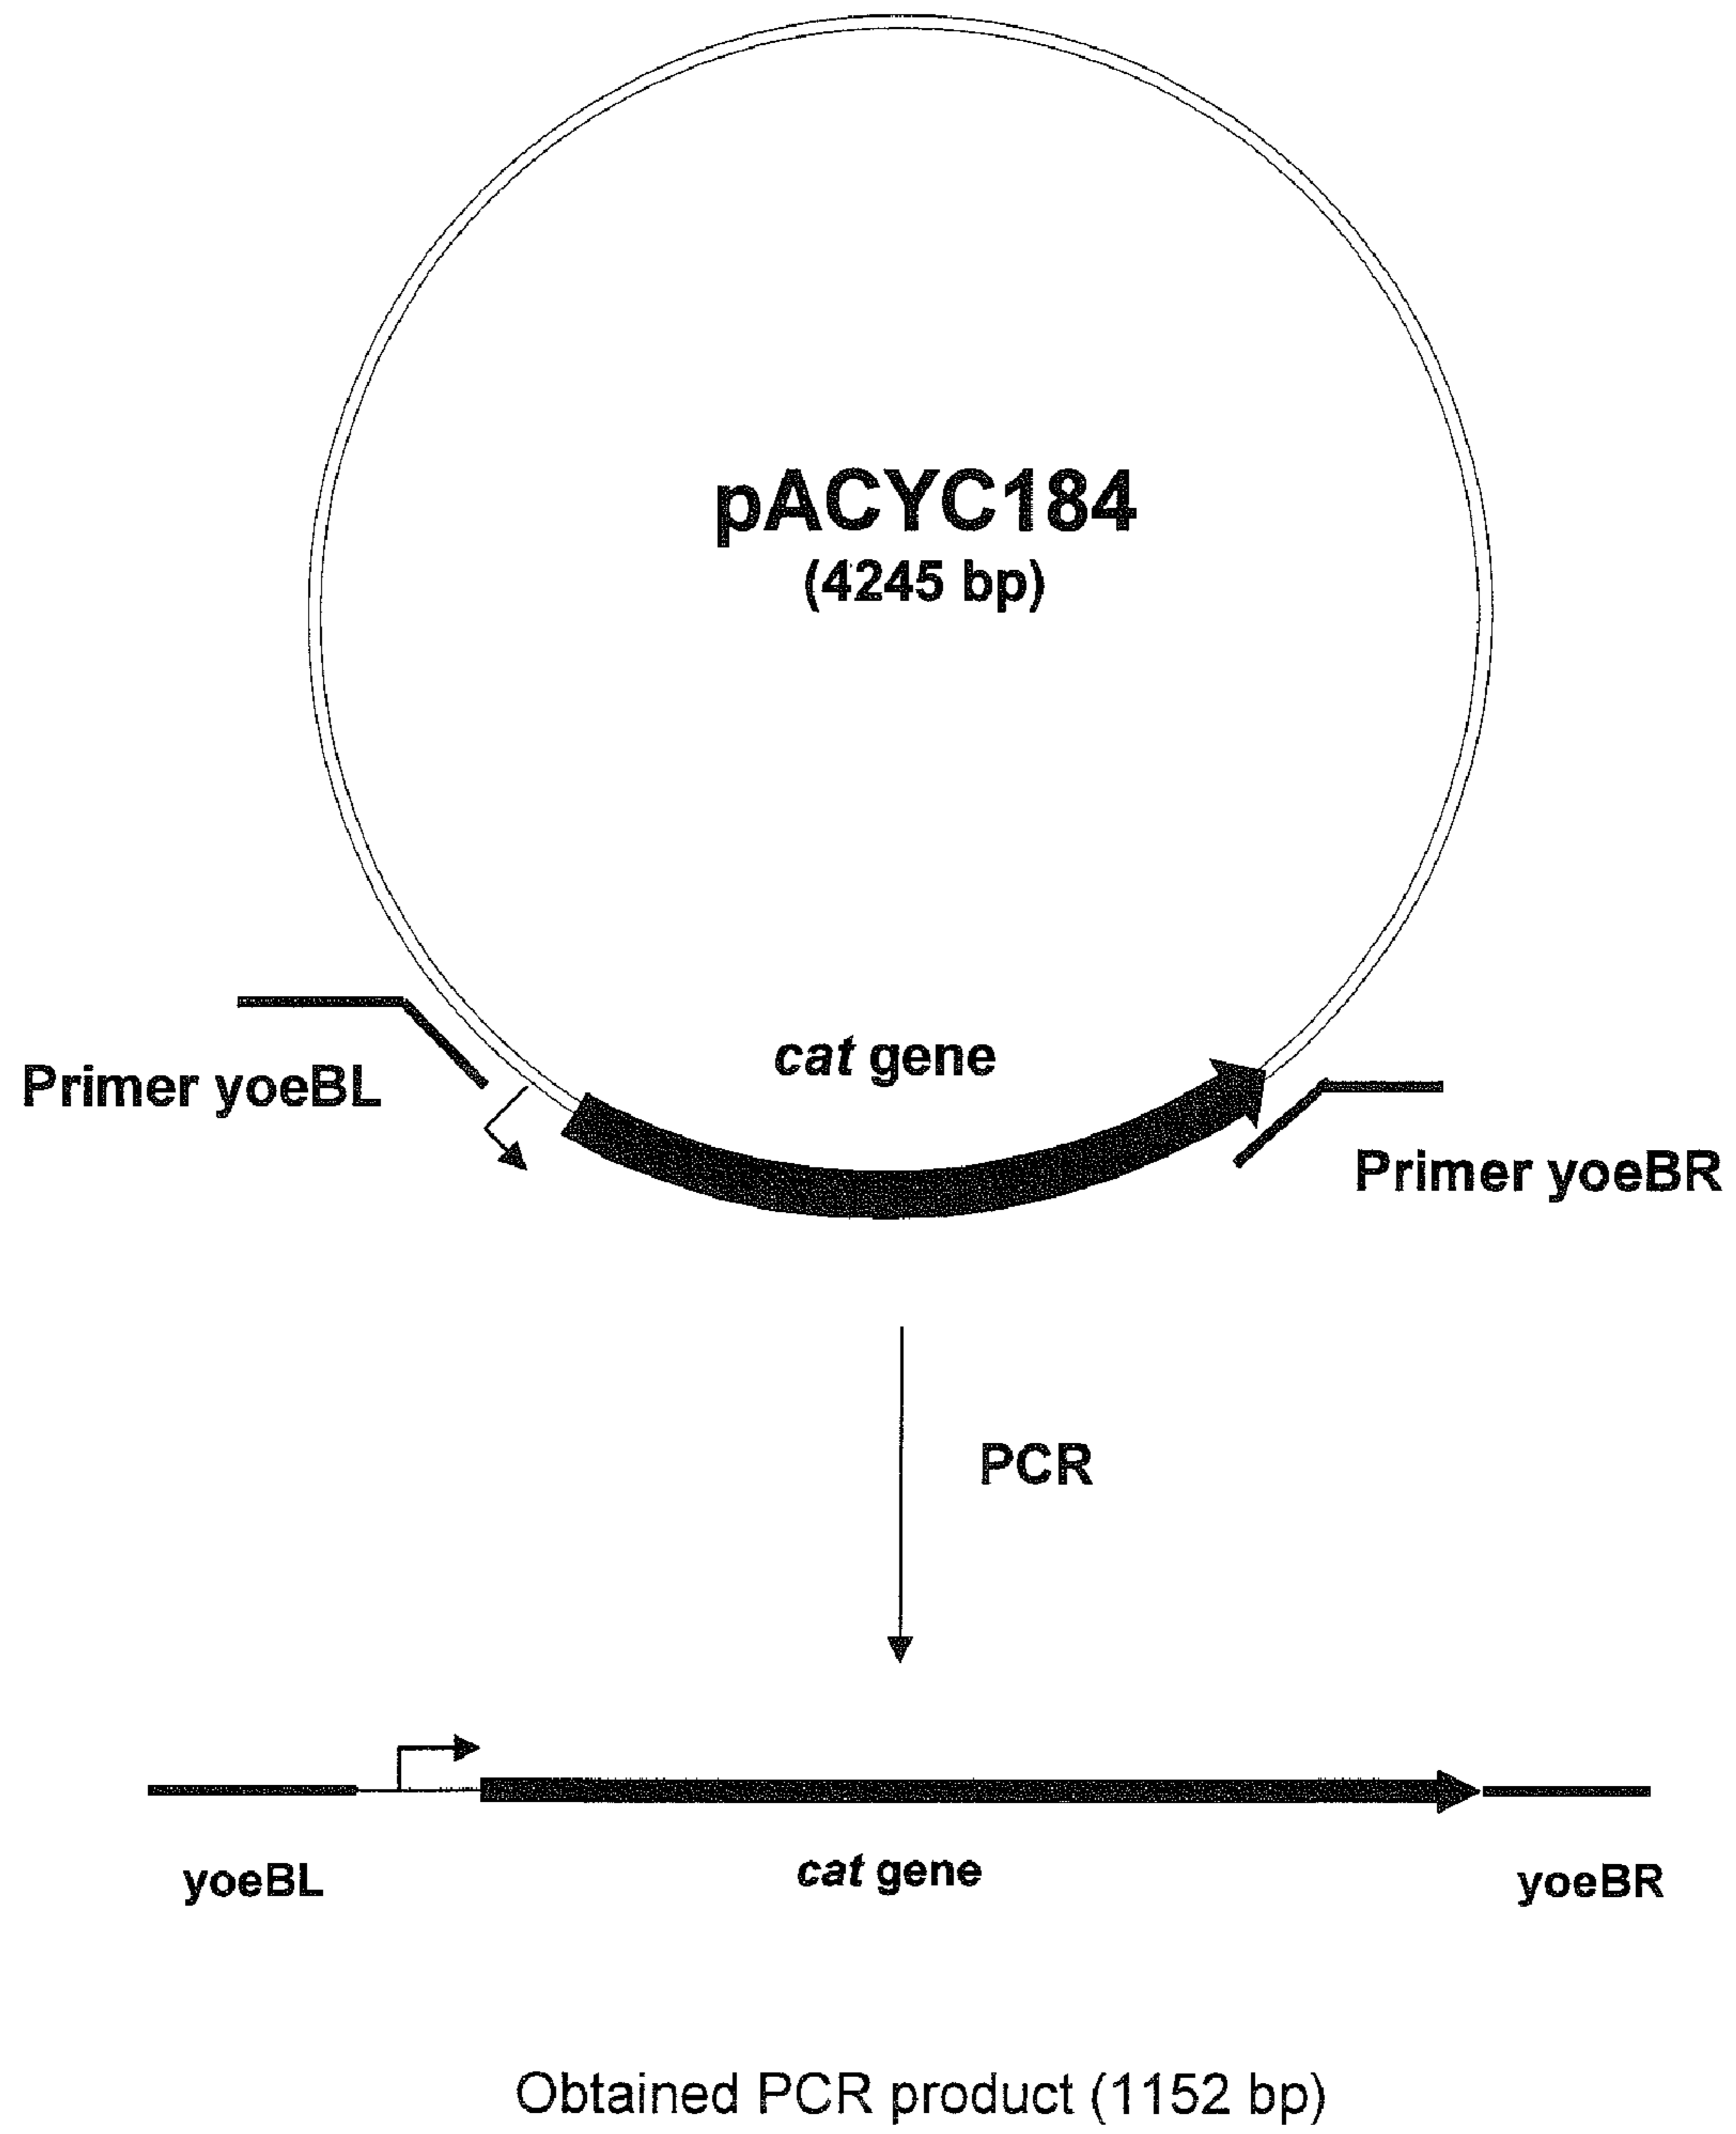 pACYC184
(4245 bp)
cat gene
Primer yoeBL
Primer yoeBR
PCR
yoeBL
cat gene
yoeBR
Obtained PCR product (1152 bp)